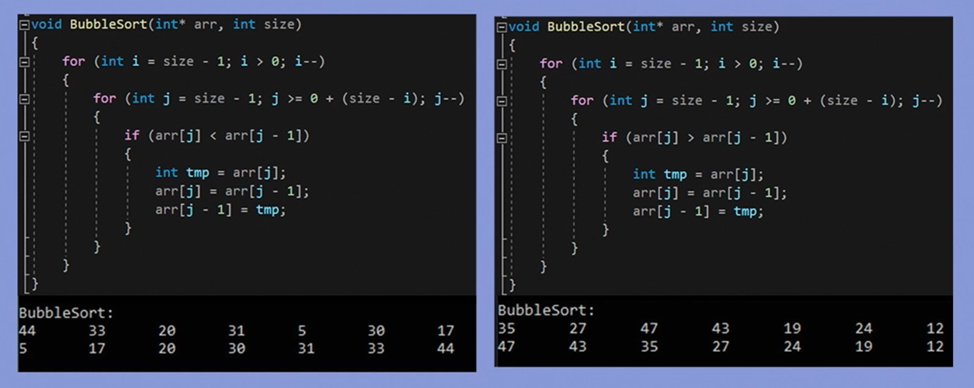 void BubbleSort(int* arr, int size)
{
for (int i = size - 1; i > 0; i--)
{
for (int j = size - 1; j >= 0 + (size - i); j--)
{
if (arr[j] < arr[j - 1])
{
int tmp = arr[j];
arr[j] = arr[j - 1];
arr[j - 1] = tmp;
}
}
}
}
BubbleSort:
44 33 20 31 5 30 17
5 17 20 30 31 33 44
void BubbleSort(int* arr, int size)
{
for (int i = size - 1; i > 0; i--)
{
for (int j = size - 1; j >= 0 + (size - i); j--)
{
if (arr[j] > arr[j - 1])
{
int tmp = arr[j];
arr[j] = arr[j - 1];
arr[j - 1] = tmp;
}
}
}
}
BubbleSort:
35 27 47 43 19 24 12
47 43 35 27 24 19 12